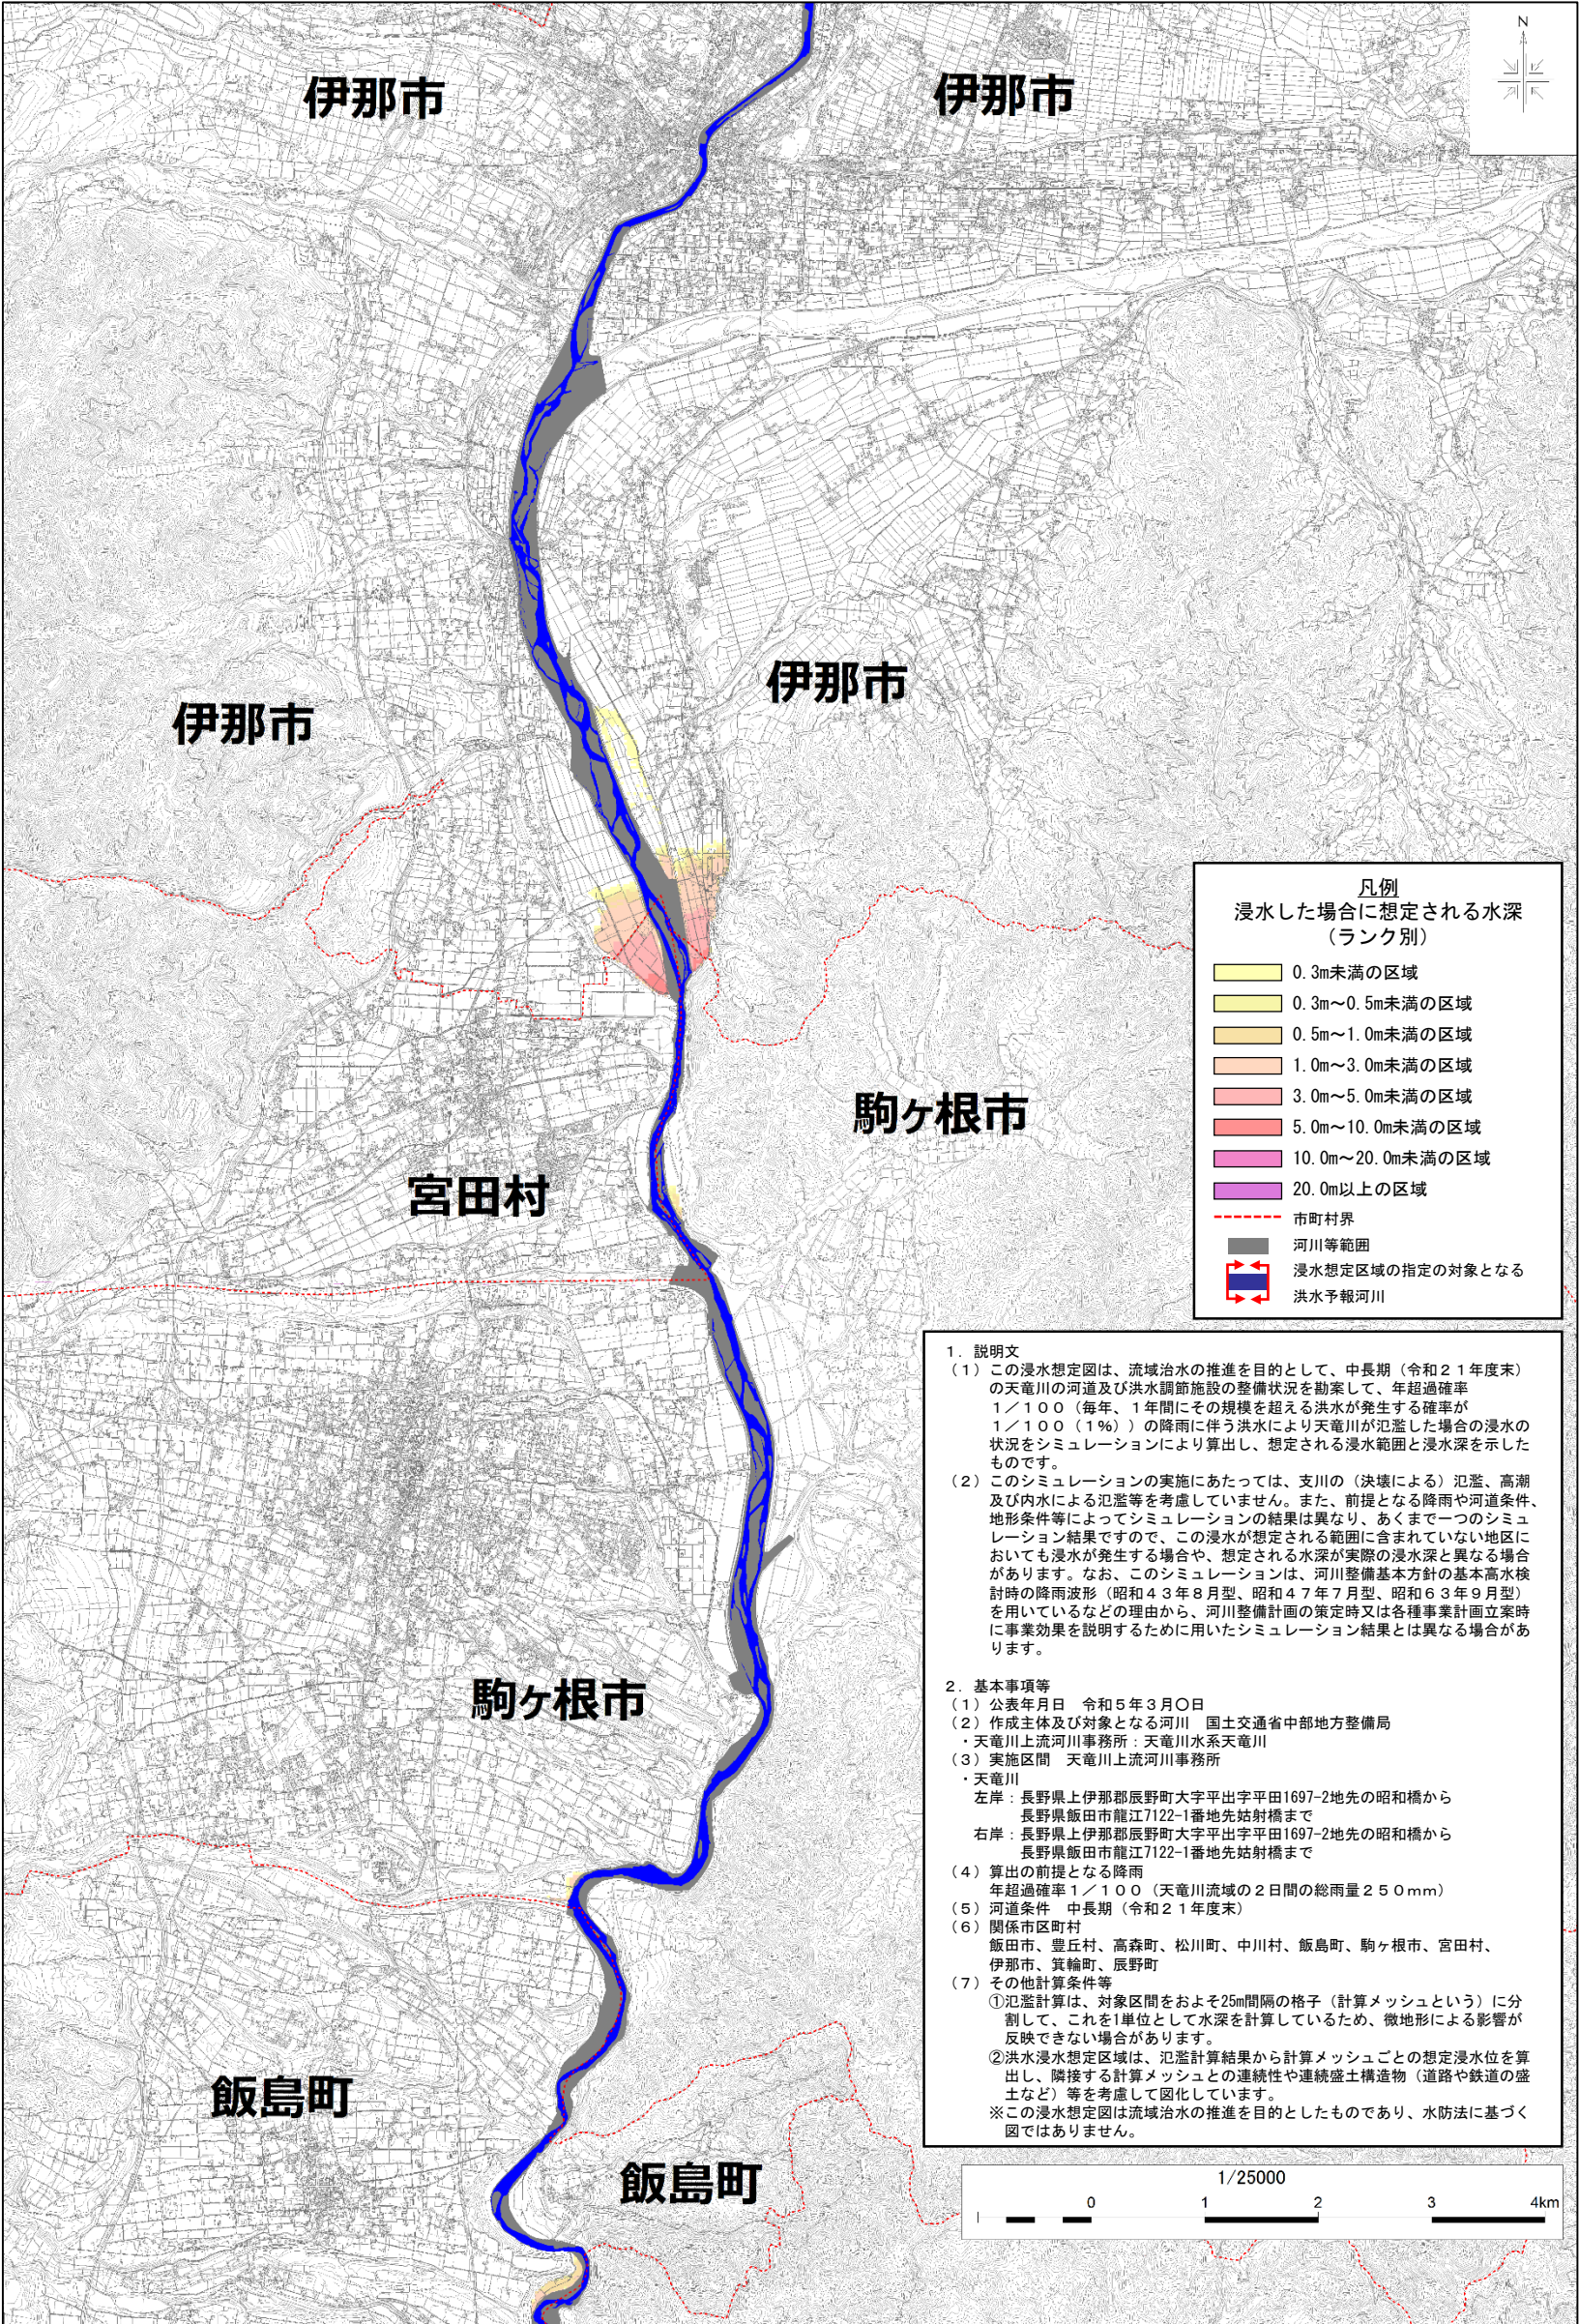 N
伊那市
伊那市
伊那市
伊那市
凡例
浸水した場合に想定される水深
（ランク別）
0.3m未満の区域
0.3m～0.5m未満の区域
0.5m～1.0m未満の区域
1.0m～3.0m未満の区域
3.0m～5.0m未満の区域
5.0m～10.0m未満の区域
10.0m～20.0m未満の区域
20.0m以上の区域
市町村界
河川等範囲
浸水想定区域の指定の対象となる
洪水予報河川
駒ヶ根市
宮田村
1．説明文
（１）この浸水想定図は、流域治水の推進を目的として、中長期（令和２１年度末）
の天竜川の河道及び洪水調節施設の整備状況を勘案して、年超過確率
１／１００（毎年、１年間にその規模を超える洪水が発生する確率が
１／１００（１％））の降雨に伴う洪水により天竜川が氾濫した場合の浸水の
状況をシミュレーションにより算出し、想定される浸水範囲と浸水深を示した
ものです。
（２）このシミュレーションの実施にあたっては、支川の（決壊による）氾濫、高潮
及び内水による氾濫等を考慮していません。また、前提となる降雨や河道条件、
地形条件等によってシミュレーションの結果は異なり、あくまで一つのシミュ
レーション結果ですので、この浸水が想定される範囲に含まれていない地区に
おいても浸水が発生する場合や、想定される水深が実際の浸水深と異なる場合
があります。なお、このシミュレーションは、河川整備基本方針の基本高水検
討時の降雨波形（昭和４３年８月型、昭和４７年７月型、昭和６３年９月型）
を用いているなどの理由から、河川整備計画の策定時又は各種事業計画立案時
に事業効果を説明するために用いたシミュレーション結果とは異なる場合があ
ります。
2．基本事項等
（１）公表年月日　令和５年３月〇日
（２）作成主体及び対象となる河川　国土交通省中部地方整備局
・天竜川上流河川事務所：天竜川水系天竜川
（３）実施区間　天竜川上流河川事務所
・天竜川
左岸：長野県上伊那郡辰野町大字平出字平田1697-2地先の昭和橋から
長野県飯田市龍江7122-1番地先姑射橋まで
右岸：長野県上伊那郡辰野町大字平出字平田1697-2地先の昭和橋から
長野県飯田市龍江7122-1番地先姑射橋まで
（４）算出の前提となる降雨
年超過確率１／１００（天竜川流域の２日間の総雨量２５０ｍｍ）
（５）河道条件　中長期（令和２１年度末）
（６）関係市区町村
飯田市、豊丘村、高森町、松川町、中川村、飯島町、駒ヶ根市、宮田村、
伊那市、箕輪町、辰野町
（７）その他計算条件等
①氾濫計算は、対象区間をおよそ25m間隔の格子（計算メッシュという）に分
割して、これを1単位として水深を計算しているため、微地形による影響が
反映できない場合があります。
②洪水浸水想定区域は、氾濫計算結果から計算メッシュごとの想定浸水位を算
出し、隣接する計算メッシュとの連続性や連続盛土構造物（道路や鉄道の盛
土など）等を考慮して図化しています。
※この浸水想定図は流域治水の推進を目的としたものであり、水防法に基づく
図ではありません。
駒ヶ根市
飯島町
飯島町
1/25000
0 1 2 3 4km